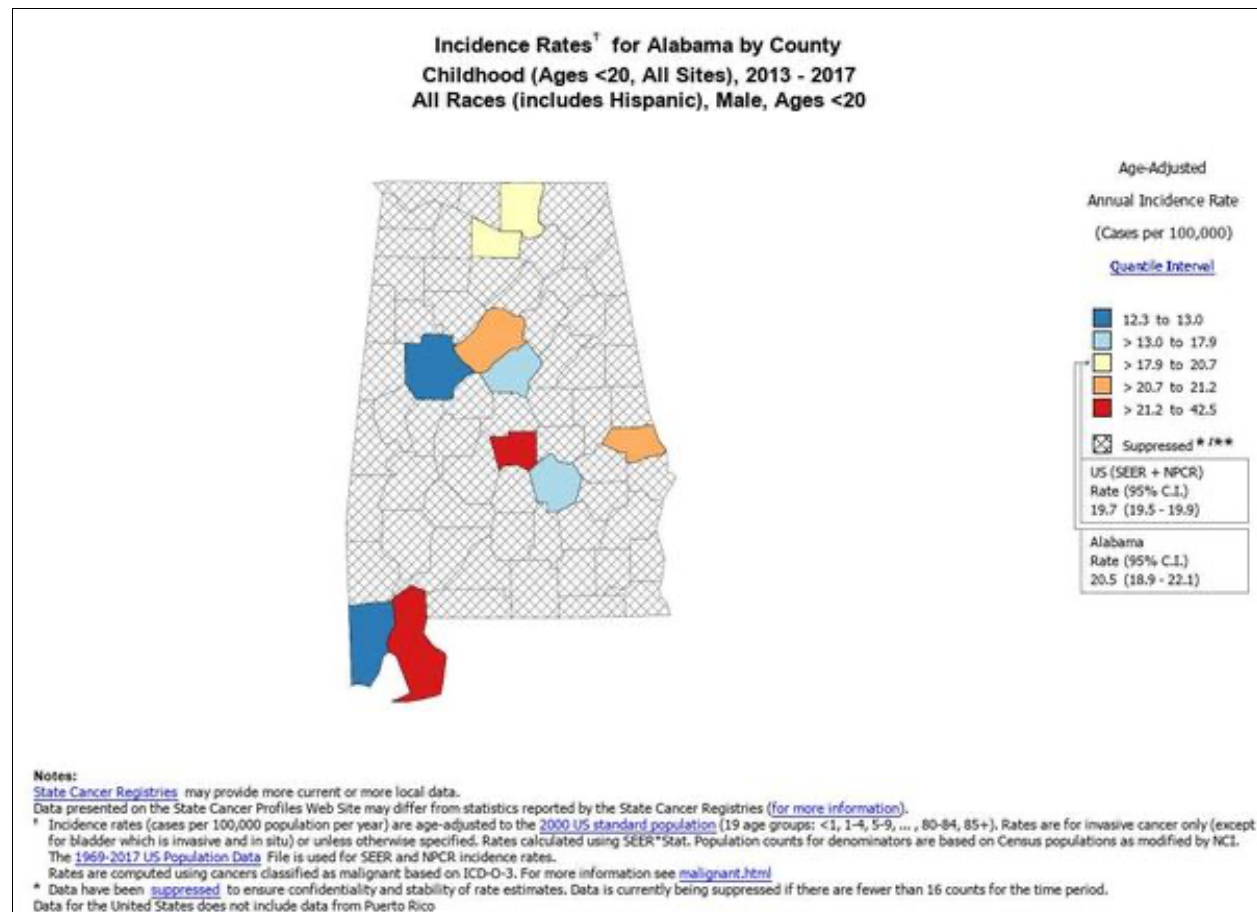 Incidence Rates† for Alabama by County
Childhood (Ages <20, All Sites), 2013 - 2017
All Races (includes Hispanic), Male, Ages <20
Age-Adjusted
Annual Incidence Rate
(Cases per 100,000)
Quantile Interval
12.3 to 13.0
> 13.0 to 17.9
> 17.9 to 20.7
> 20.7 to 21.2
> 21.2 to 42.5
Suppressed * /**
US (SEER + NPCR)
Rate (95% C.I.)
19.7 (19.5 - 19.9)
Alabama
Rate (95% C.I.)
20.5 (18.9 - 22.1)
Notes:
State Cancer Registries may provide more current or more local data.
Data presented on the State Cancer Profiles Web Site may differ from statistics reported by the State Cancer Registries (for more information).
† Incidence rates (cases per 100,000 population per year) are age-adjusted to the 2000 US standard population (19 age groups: <1, 1-4, 5-9, ... , 80-84, 85+). Rates are for invasive cancer only (except
for bladder which is invasive and in situ) or unless otherwise specified. Rates calculated using SEER*Stat. Population counts for denominators are based on Census populations as modified by NCI.
The 1969-2017 US Population Data File is used for SEER and NPCR incidence rates.
Rates are computed using cancers classified as malignant based on ICD-O-3. For more information see malignant.html
* Data have been suppressed to ensure confidentiality and stability of rate estimates. Data is currently being suppressed if there are fewer than 16 counts for the time period.
Data for the United States does not include data from Puerto Rico